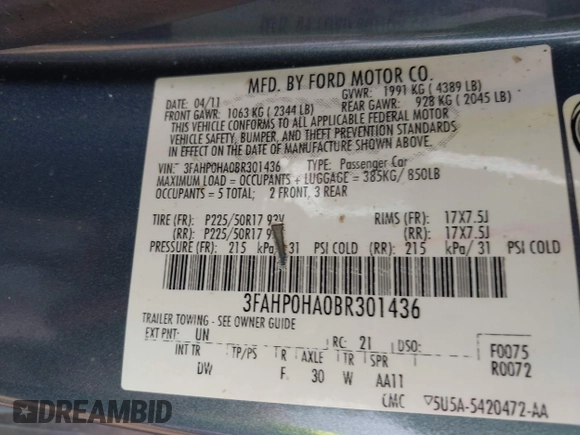 MFD. BY FORD MOTOR CO.
DATE: 04/11 GVWR: 1991 KG ( 4389 LB)
FRONT GAWR: 1063 KG ( 2344 LB) REAR GAWR: 928 KG ( 2045 LB)
THIS VEHICLE CONFORMS TO ALL APPLICABLE FEDERAL MOTOR
VEHICLE SAFETY, BUMPER, AND THEFT PREVENTION STANDARDS
IN EFFECT ON THE DATE OF MANUFACTURE SHOWN ABOVE.
VIN: 3FAHP0HA0BR301436 TYPE: Passenger Car
MAXIMUM LOAD = OCCUPANTS + LUGGAGE = 385KG/ 850LB
OCCUPANTS = 5 TOTAL; 2 FRONT, 3 REAR
TIRE (FR): P225/50R17 93V RIMS (FR): 17X7.5J
(RR): P225/50R17 (RR): 17X7.5J
PRESSURE (FR): 215 kPa/ 31 PSI COLD (RR): 215 kPa/ 31 PSI COLD
3FAHP0HA0BR301436
TRAILER TOWING - SEE OWNER GUIDE
EXT PNT: UN RC: 21 DSO: F0075
INT TR TP/PS R AXLE TR SPR R0072
DW F 30 W AA11
CMC ▽5U5A-5420472-AA